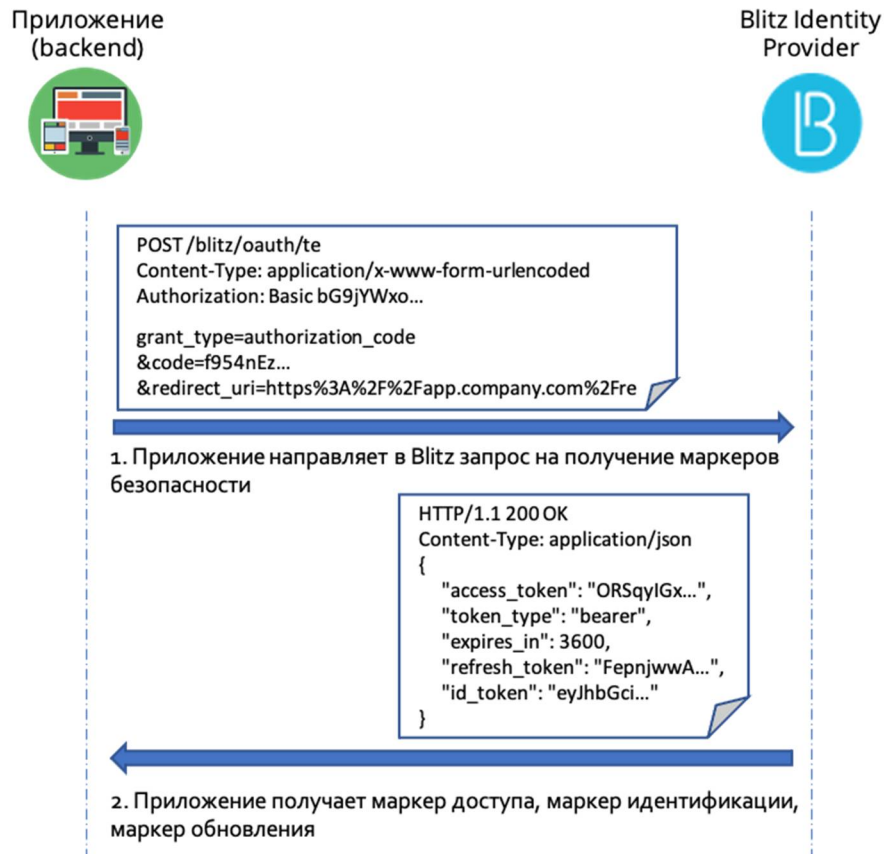 Приложение
(backend)
Blitz Identity
Provider
POST /blitz/oauth/te
Content-Type: application/x-www-form-urlencoded
Authorization: Basic bG9jYWxo...
grant_type=authorization_code
&code=f954nEz...
&redirect_uri=https%3A%2F%2Fapp.company.com%2Fre
1. Приложение направляет в Blitz запрос на получение маркеров
безопасности
HTTP/1.1 200 OK
Content-Type: application/json
{
"access_token": "ORSqyIGx...",
"token_type": "bearer",
"expires_in": 3600,
"refresh_token": "FepnjwwA...",
"id_token": "eyJhbGci..."
}
2. Приложение получает маркер доступа, маркер идентификации,
маркер обновления